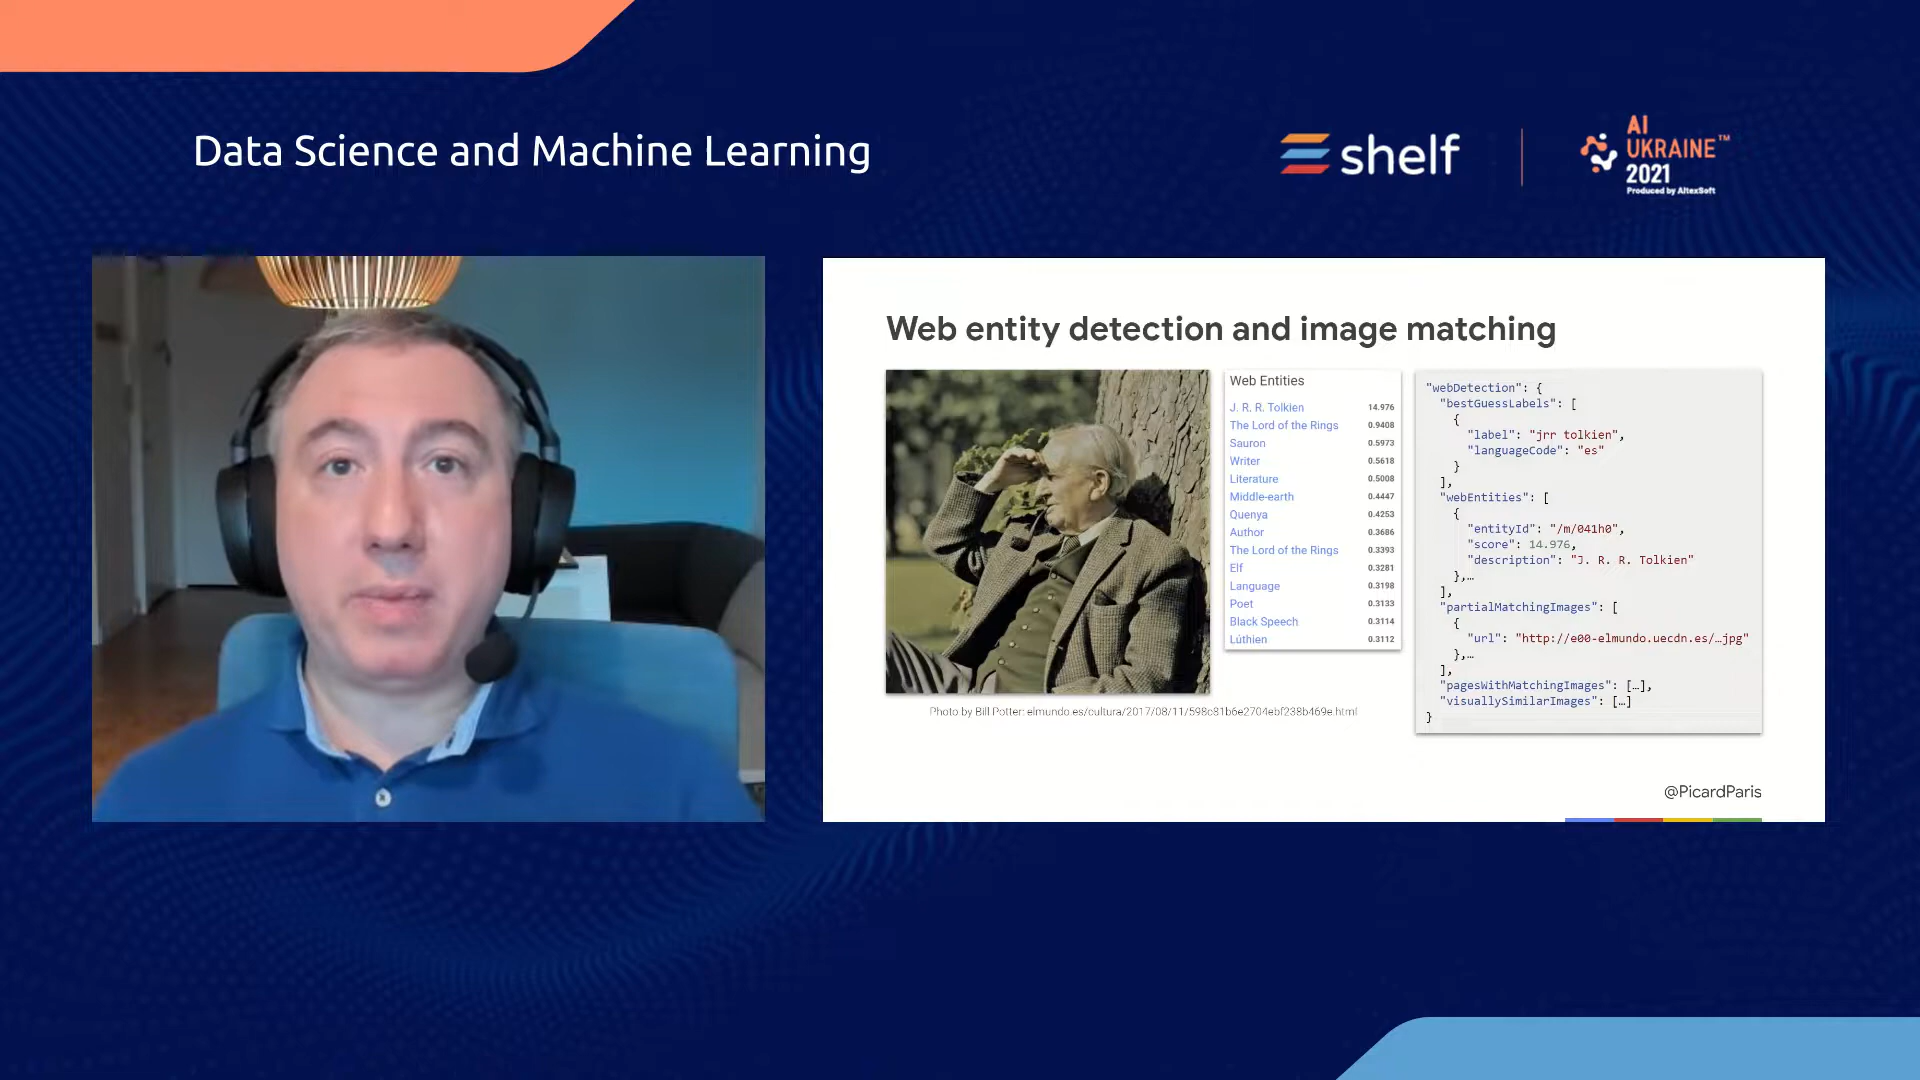 Data Science and Machine Learning
shelf
AI
UKRAINE™
2021
Produced by AltexSoft
Web entity detection and image matching
Web Entities
J. R. R. Tolkien 14.976
The Lord of the Rings 0.9408
Sauron 0.5973
Writer 0.5618
Literature 0.5008
Middle-earth 0.4447
Quenya 0.4253
Author 0.3686
The Lord of the Rings 0.3393
Elf 0.3281
Language 0.3198
Poet 0.3133
Black Speech 0.3114
Lúthien 0.3112
"webDetection": {
"bestGuessLabels": [
{
"label": "jrr tolkien",
"languageCode": "es"
}
],
"webEntities": [
{
"entityId": "/m/041h0",
"score": 14.976,
"description": "J. R. R. Tolkien"
},…
],
"partialMatchingImages": [
{
"url": "http://e00-elmundo.uecdn.es/…jpg"
},…
],
"pagesWithMatchingImages": […],
"visuallySimilarImages": […]
}
Photo by Bill Potter: elmundo.es/cultura/2017/08/11/598c81b6e2704ebf238b469e.html
@PicardParis